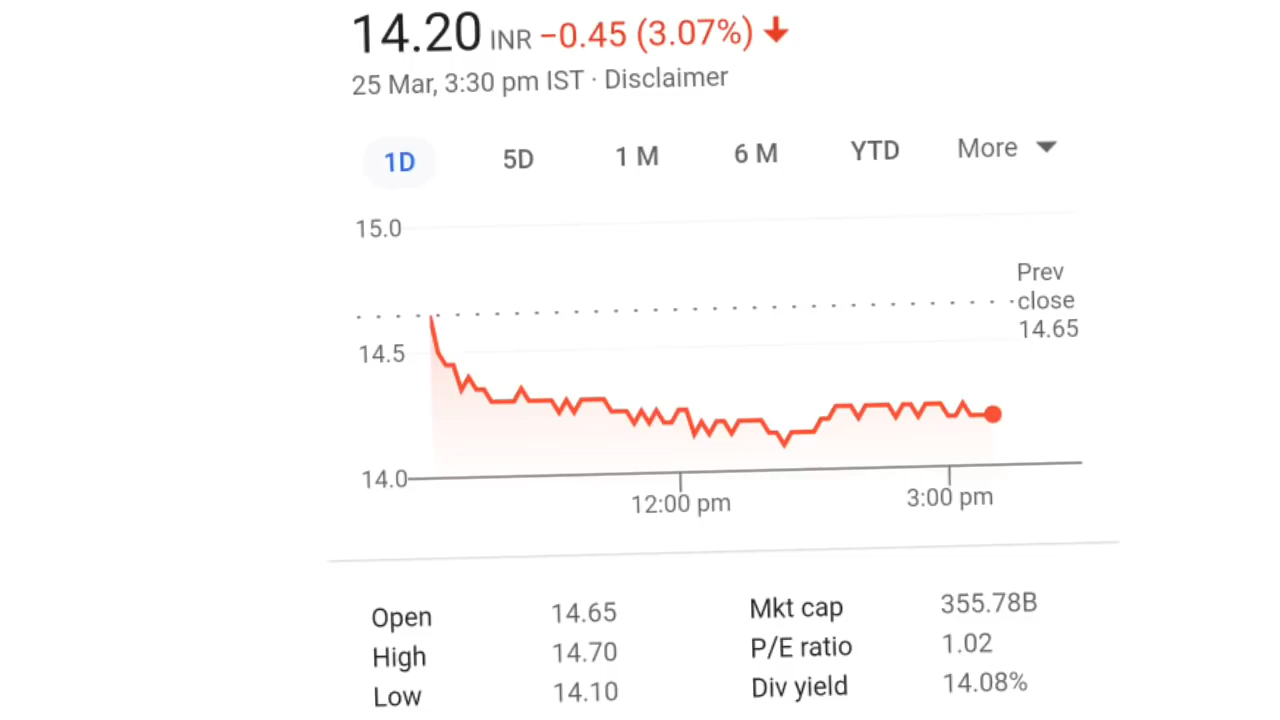 14.20 INR −0.45 (3.07%)
25 Mar, 3:30 pm IST · Disclaimer
1D 5D 1 M 6 M YTD More
15.0
Prev
close
14.65
14.5
14.0
12:00 pm 3:00 pm
Open 14.65 Mkt cap 355.78B
High 14.70 P/E ratio 1.02
Low 14.10 Div yield 14.08%